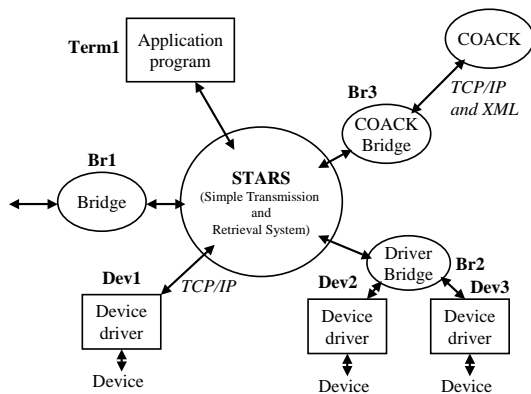 Term1
Application
program
COACK
TCP/IP
and XML
Br3
COACK
Bridge
Br1
Bridge
STARS
(Simple Transmission
and
Retrieval System)
Driver
Bridge
Br2
Dev1
TCP/IP
Device
driver
Device
Dev2
Device
driver
Device
Dev3
Device
driver
Device